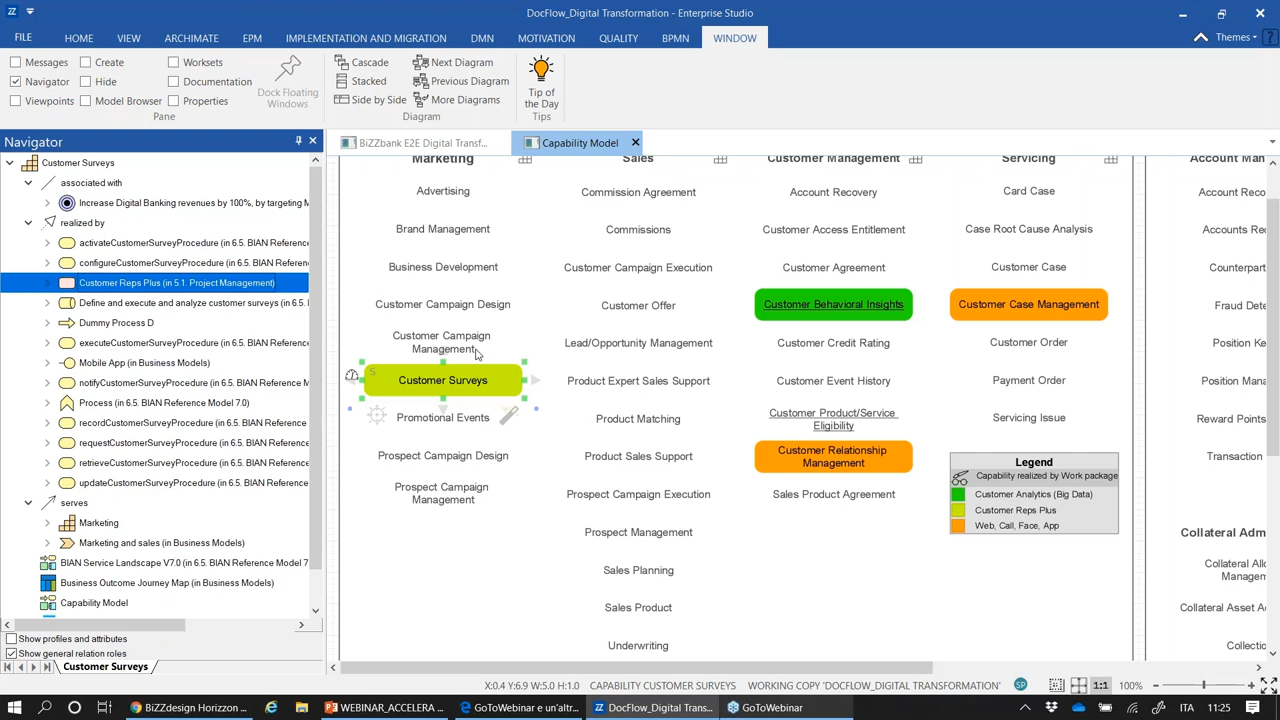 DocFlow_Digital Transformation - Enterprise Studio
FILE HOME VIEW ARCHIMATE EPM IMPLEMENTATION AND MIGRATION DMN MOTIVATION QUALITY BPMN WINDOW Themes
Messages Create Worksets
Navigator Hide Documentation
Viewpoints Model Browser Properties
Dock Floating
Windows
Pane
Cascade Next Diagram
Stacked Previous Diagram
Side by Side More Diagrams
Diagram
Tip of
the Day
Tips
Navigator
Customer Surveys
associated with
Increase Digital Banking revenues by 100%, by targeting M
realized by
activateCustomerSurveyProcedure (in 6.5. BIAN Reference
configureCustomerSurveyProcedure (in 6.5. BIAN Referen
Customer Reps Plus (in 5.1. Project Management)
Define and execute and analyze customer surveys (in 6.5.
Dummy Process D
executeCustomerSurveyProcedure (in 6.5. BIAN Reference
Mobile App (in Business Models)
notifyCustomerSurveyProcedure (in 6.5. BIAN Reference M
Process (in BIAN Reference Model 7.0)
recordCustomerSurveyProcedure (in 6.5. BIAN Reference
requestCustomerSurveyProcedure (in 6.5. BIAN Reference
retrieveCustomerSurveyProcedure (in 6.5. BIAN Reference
updateCustomerSurveyProcedure (in 6.5. BIAN Reference
serves
Marketing
Marketing and sales (in Business Models)
BIAN Service Landscape V7.0 (in 6.5. BIAN Reference Model 7
Business Outcome Journey Map (in Business Models)
Capability Model
Show profiles and attributes
Show general relation roles
Customer Surveys
BiZZbank E2E Digital Transf... Capability Model
Marketing
Advertising
Brand Management
Business Development
Customer Campaign Design
Customer Campaign
Management
5
Customer Surveys
Promotional Events
Prospect Campaign Design
Prospect Campaign
Management
Sales
Commission Agreement
Commissions
Customer Campaign Execution
Customer Offer
Lead/Opportunity Management
Product Expert Sales Support
Product Matching
Product Sales Support
Prospect Campaign Execution
Prospect Management
Sales Planning
Sales Product
Underwriting
Customer Management
Account Recovery
Customer Access Entitlement
Customer Agreement
Customer Behavioral Insights
Customer Credit Rating
Customer Event History
Customer Product/Service
Eligibility
Customer Relationship
Management
Sales Product Agreement
Servicing
Card Case
Case Root Cause Analysis
Customer Case
Customer Case Management
Customer Order
Payment Order
Servicing Issue
Legend
Capability realized by Work package
Customer Analytics (Big Data)
Customer Reps Plus
Web, Call, Face, App
Account Man
Account Reco
Accounts Rec
Counterpart
Fraud Dete
Position Ke
Position Mana
Reward Points
Transaction
Collateral Adm
Collateral Allo
Management
Collateral Asset A
Collectio
X:0.4 Y:6.9 W:5.0 H:1.0 CAPABILITY CUSTOMER SURVEYS WORKING COPY 'DOCFLOW_DIGITAL TRANSFORMATION' SP 1:1 100%
BiZZdesign Horizzon ... WEBINAR_ACCELERA ... GoToWebinar e un'altr... DocFlow_Digital Tran... GoToWebinar ITA 11:25